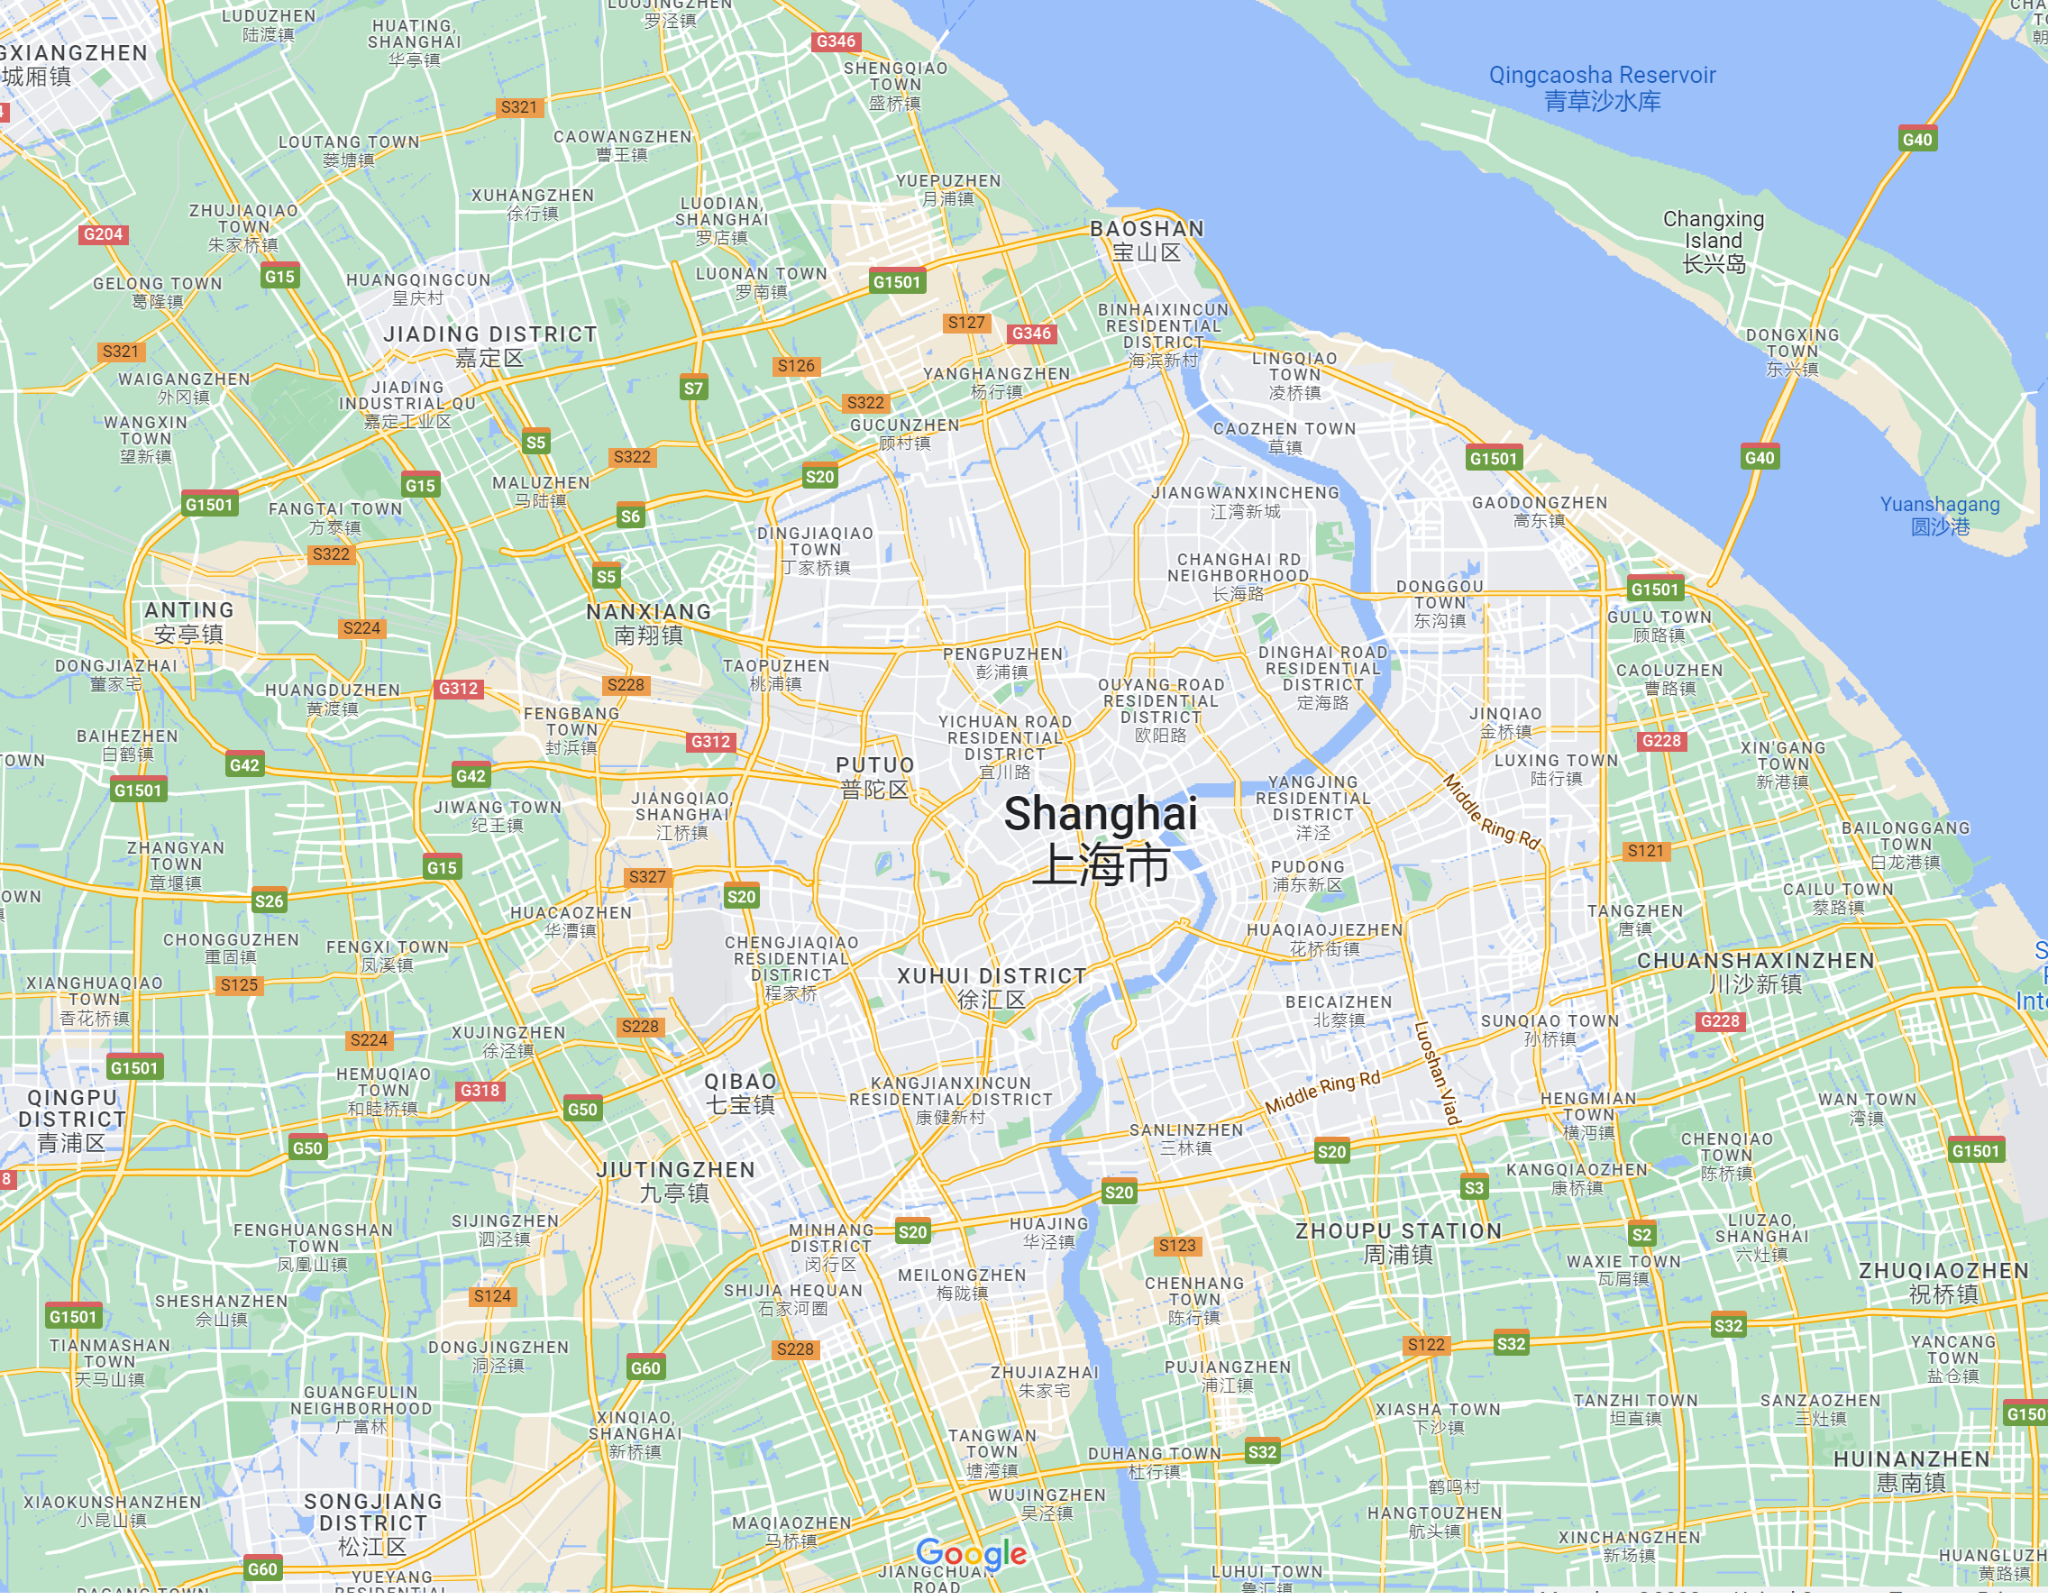 LUOJINGZHEN
罗泾镇
LUDUZHEN
陆渡镇
HUATING,
SHANGHAI
华亭镇
G346
GXIANGZHEN
城厢镇
SHENGQIAO
TOWN
盛桥镇
Qingcaosha Reservoir
青草沙水库
S321
G40
LOUTANG TOWN
娄塘镇
CAOWANGZHEN
曹王镇
YUEPUZHEN
月浦镇
XUHANGZHEN
徐行镇
LUODIAN,
SHANGHAI
罗店镇
ZHUJIAQIAO
TOWN
朱家桥镇
G204
BAOSHAN
宝山区
Changxing
Island
长兴岛
G15
HUANGQINGCUN
皇庆村
LUONAN TOWN
罗南镇
G1501
GELONG TOWN
葛隆镇
S127
G346
BINHAIXINCUN
RESIDENTIAL
DISTRICT
海滨新村
JIADING DISTRICT
嘉定区
S321
S126
DONGXING
TOWN
东兴镇
LINGQIAO
TOWN
凌桥镇
WAIGANGZHEN
外冈镇
JIADING
INDUSTRIAL QU
嘉定工业区
S7
YANGHANGZHEN
杨行镇
S322
WANGXIN
TOWN
望新镇
S5
GUCUNZHEN
顾村镇
CAOZHEN TOWN
草镇
S322
G1501
G40
G15
MALUZHEN
马陆镇
S20
JIANGWANXINCHENG
江湾新城
GAODONGZHEN
高东镇
Yuanshagang
圆沙港
G1501
FANGTAI TOWN
方泰镇
S6
DINGJIAQIAO
TOWN
丁家桥镇
S322
CHANGHAI RD
NEIGHBORHOOD
长海路
S5
DONGGOU
TOWN
东沟镇
G1501
ANTING
安亭镇
NANXIANG
南翔镇
S224
GULU TOWN
顾路镇
DONGJIAZHAI
董家宅
TAOPUZHEN
桃浦镇
PENGPUZHEN
彭浦镇
DINGHAI ROAD
RESIDENTIAL
DISTRICT
定海路
CAOLUZHEN
曹路镇
HUANGDUZHEN
黄渡镇
G312
S228
OUYANG ROAD
RESIDENTIAL
DISTRICT
欧阳路
FENGBANG
TOWN
封浜镇
YICHUAN ROAD
RESIDENTIAL
DISTRICT
宜川路
JINQIAO
金桥镇
BAIHEZHEN
白鹤镇
G312
G228
XIN'GANG
TOWN
新港镇
TOWN
G42
G42
PUTUO
普陀区
LUXING TOWN
陆行镇
G1501
JIWANG TOWN
纪王镇
JIANGQIAO,
SHANGHAI
江桥镇
Shanghai
上海市
YANGJING
RESIDENTIAL
DISTRICT
洋泾
Middle Ring Rd
BAILONGGANG
TOWN
白龙港镇
ZHANGYAN
TOWN
章堰镇
G15
S121
S327
PUDONG
浦东新区
OWN
S26
S20
CAILU TOWN
蔡路镇
HUACAOZHEN
华漕镇
TANGZHEN
唐镇
CHONGGUZHEN
重固镇
FENGXI TOWN
凤溪镇
CHENGJIAQIAO
RESIDENTIAL
DISTRICT
程家桥
HUAQIAOJIEZHEN
花桥街镇
CHUANSHAXINZHEN
川沙新镇
XIANGHUAQIAO
TOWN
香花桥镇
S125
XUHUI DISTRICT
徐汇区
BEICAIZHEN
北蔡镇
Inte
S224
XUJINGZHEN
徐泾镇
S228
SUNQIAO TOWN
孙桥镇
G228
Luoshan Viad
G1501
HEMUQIAO
TOWN
和睦桥镇
G318
G50
QIBAO
七宝镇
KANGJIANXINCUN
RESIDENTIAL DISTRICT
康健新村
Middle Ring Rd
HENGMIAN
TOWN
横沔镇
WAN TOWN
湾镇
QINGPU
DISTRICT
青浦区
G50
SANLINZHEN
三林镇
S20
CHENQIAO
TOWN
陈桥镇
G1501
8
JIUTINGZHEN
九亭镇
S20
S3
KANGQIAOZHEN
康桥镇
FENGHUANGSHAN
TOWN
凤凰山镇
SIJINGZHEN
泗泾镇
MINHANG
DISTRICT
闵行区
S20
HUAJING
华泾镇
S123
ZHOUPU STATION
周浦镇
S2
LIUZAO,
SHANGHAI
六灶镇
WAXIE TOWN
瓦屑镇
ZHUQIAOZHEN
祝桥镇
SHESHANZHEN
佘山镇
S124
SHIJIA HEQUAN
石家河圈
MEILONGZHEN
梅陇镇
CHENHANG
TOWN
陈行镇
G1501
S32
S32
TIANMASHAN
TOWN
天马山镇
DONGJINGZHEN
洞泾镇
S228
S122
YANCANG
TOWN
盐仓镇
G60
ZHUJIAZHAI
朱家宅
PUJIANGZHEN
浦江镇
GUANGFULIN
NEIGHBORHOOD
广富林
XINQIAO,
SHANGHAI
新桥镇
XIASHA TOWN
下沙镇
TANZHI TOWN
坦直镇
SANZAOZHEN
三灶镇
G150
TANGWAN
TOWN
塘湾镇
DUHANG TOWN
杜行镇
S32
HUINANZHEN
惠南镇
鹤鸣村
XIAOKUNSHANZHEN
小昆山镇
SONGJIANG
DISTRICT
松江区
WUJINGZHEN
吴泾镇
MAQIAOZHEN
马桥镇
HANGTOUZHEN
航头镇
XINCHANGZHEN
新场镇
Google
G60
JIANGCHUAN
ROAD
LUHUI TOWN
鲁汇镇
HUANGLUZH
黄路镇
YUEYANG
RESIDENTIAL
DAGANG TOWN